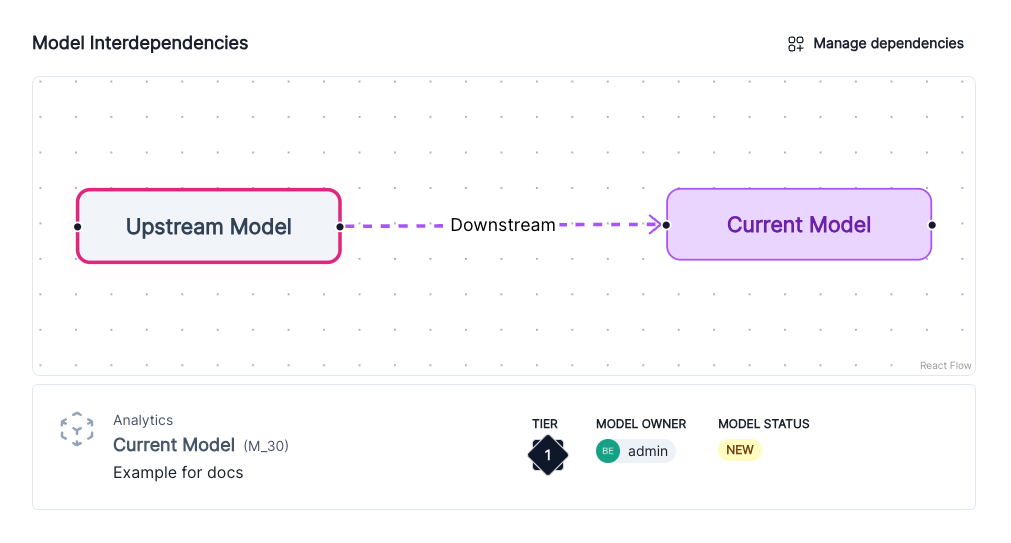 Model Interdependencies
Manage dependencies
Upstream Model
Downstream
Current Model
React Flow
Analytics
Current Model (M_30)
Example for docs
TIER
1
MODEL OWNER
BE admin
MODEL STATUS
NEW